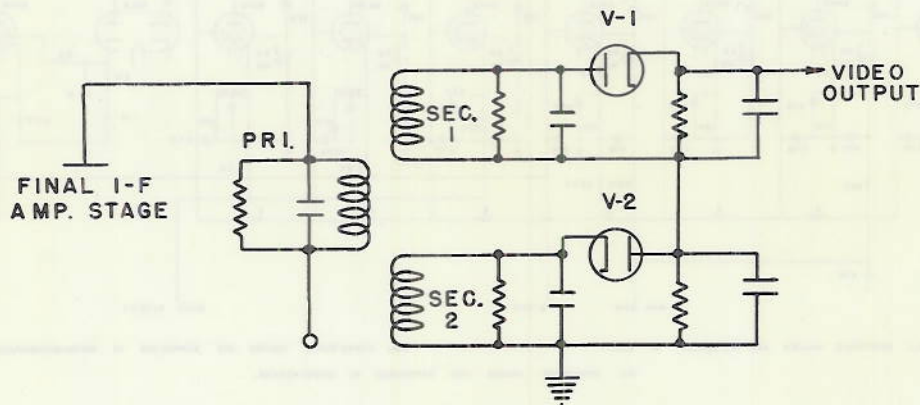 V-1
VIDEO
OUTPUT
SEC.
1
PRI.
FINAL I-F
AMP. STAGE
V-2
SEC.
2